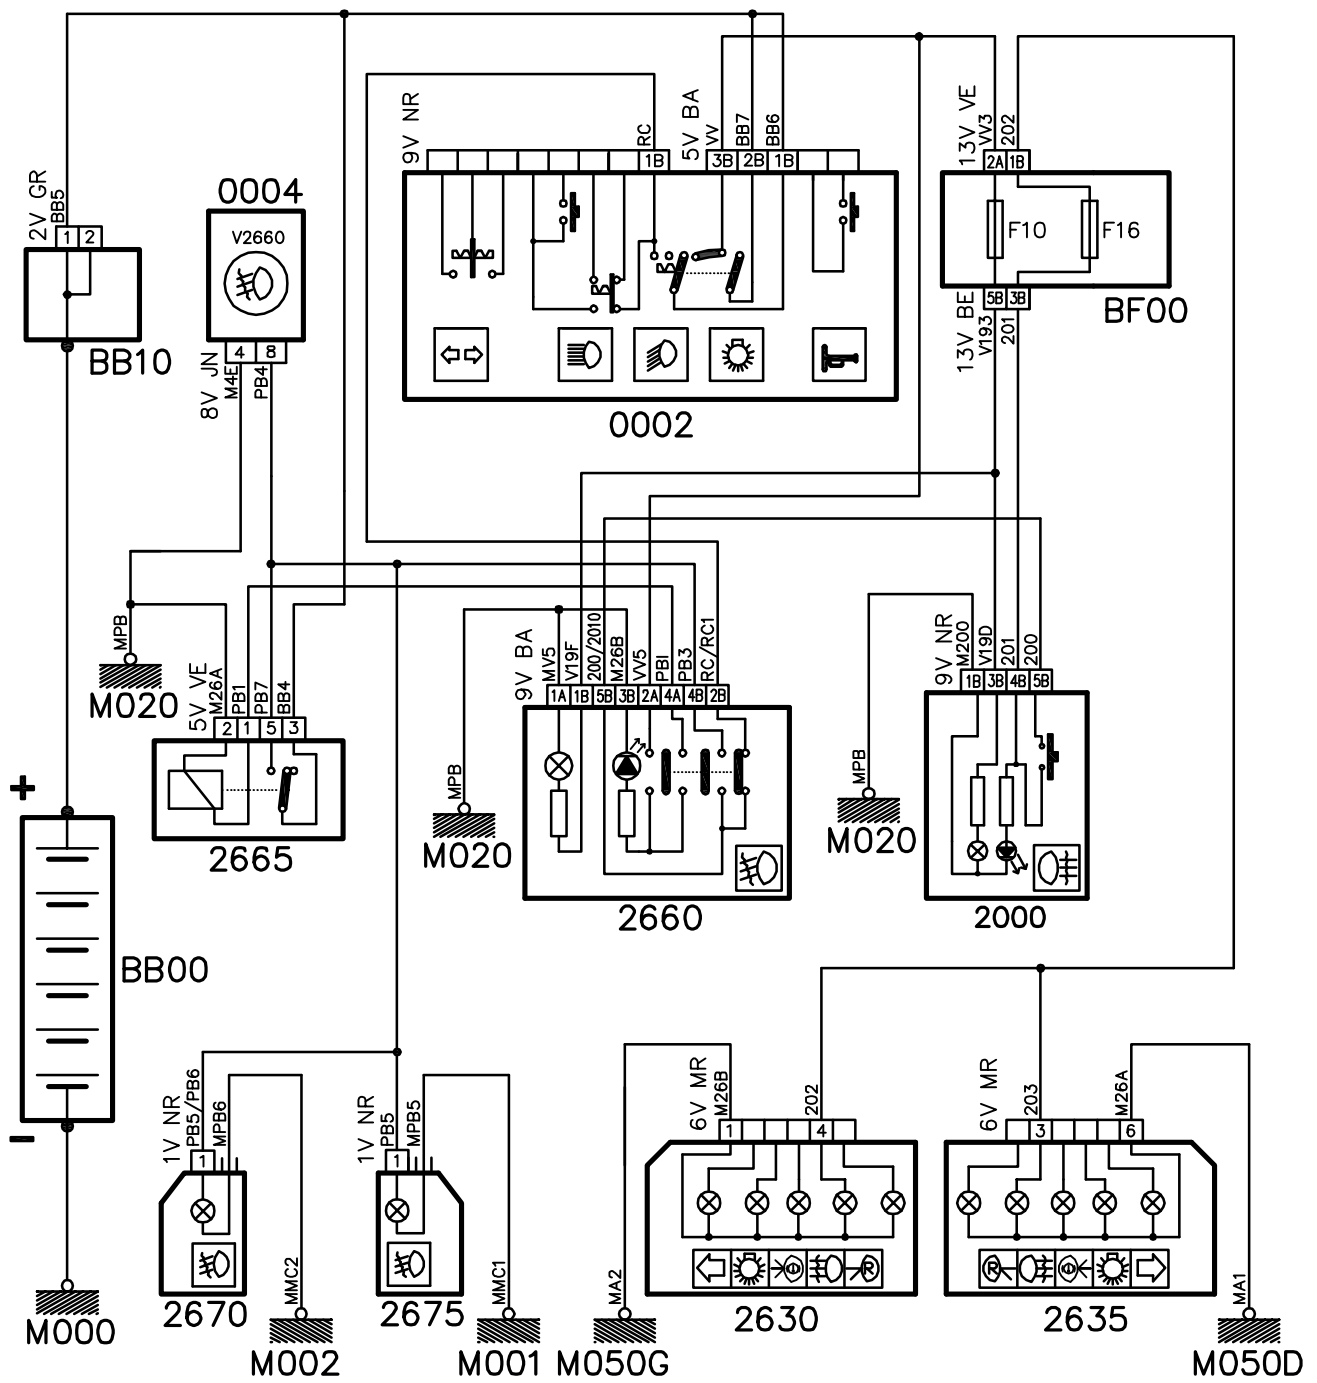 2V GR
BB5
1 2
BB10
0004
V2660
4 8
8V JN
M4E
PB4
9V NR
RC
1B
5V BA
VV
BB7
BB6
3B 2B 1B
0002
13V VE
VV3
202
2A 1B
F10
F16
5B 3B
BF00
13V BE
V193
201
MPB
M020
5V VE
M26A
PB1
PB7
BB4
2 1 5 3
2665
MPB
M020
9V BA
MV5
V19F
200/2010
M26B
VV5
PB1
PB3
RC/RC1
1A 1B 5B 3B 2A 4A 4B 2B
2660
MPB
M020
9V NR
M200
V19D
201
200
1B 3B 4B 5B
2000
+
BB00
-
M000
1V NR
PB5/PB6
MPB6
1
2670
MMC2
M002
1V NR
PB5
MPB5
1
2675
MMC1
M001
MA2
M050G
6V MR
M26B
202
1 4
R
2630
6V MR
203
M26A
3 6
R
2635
MA1
M050D